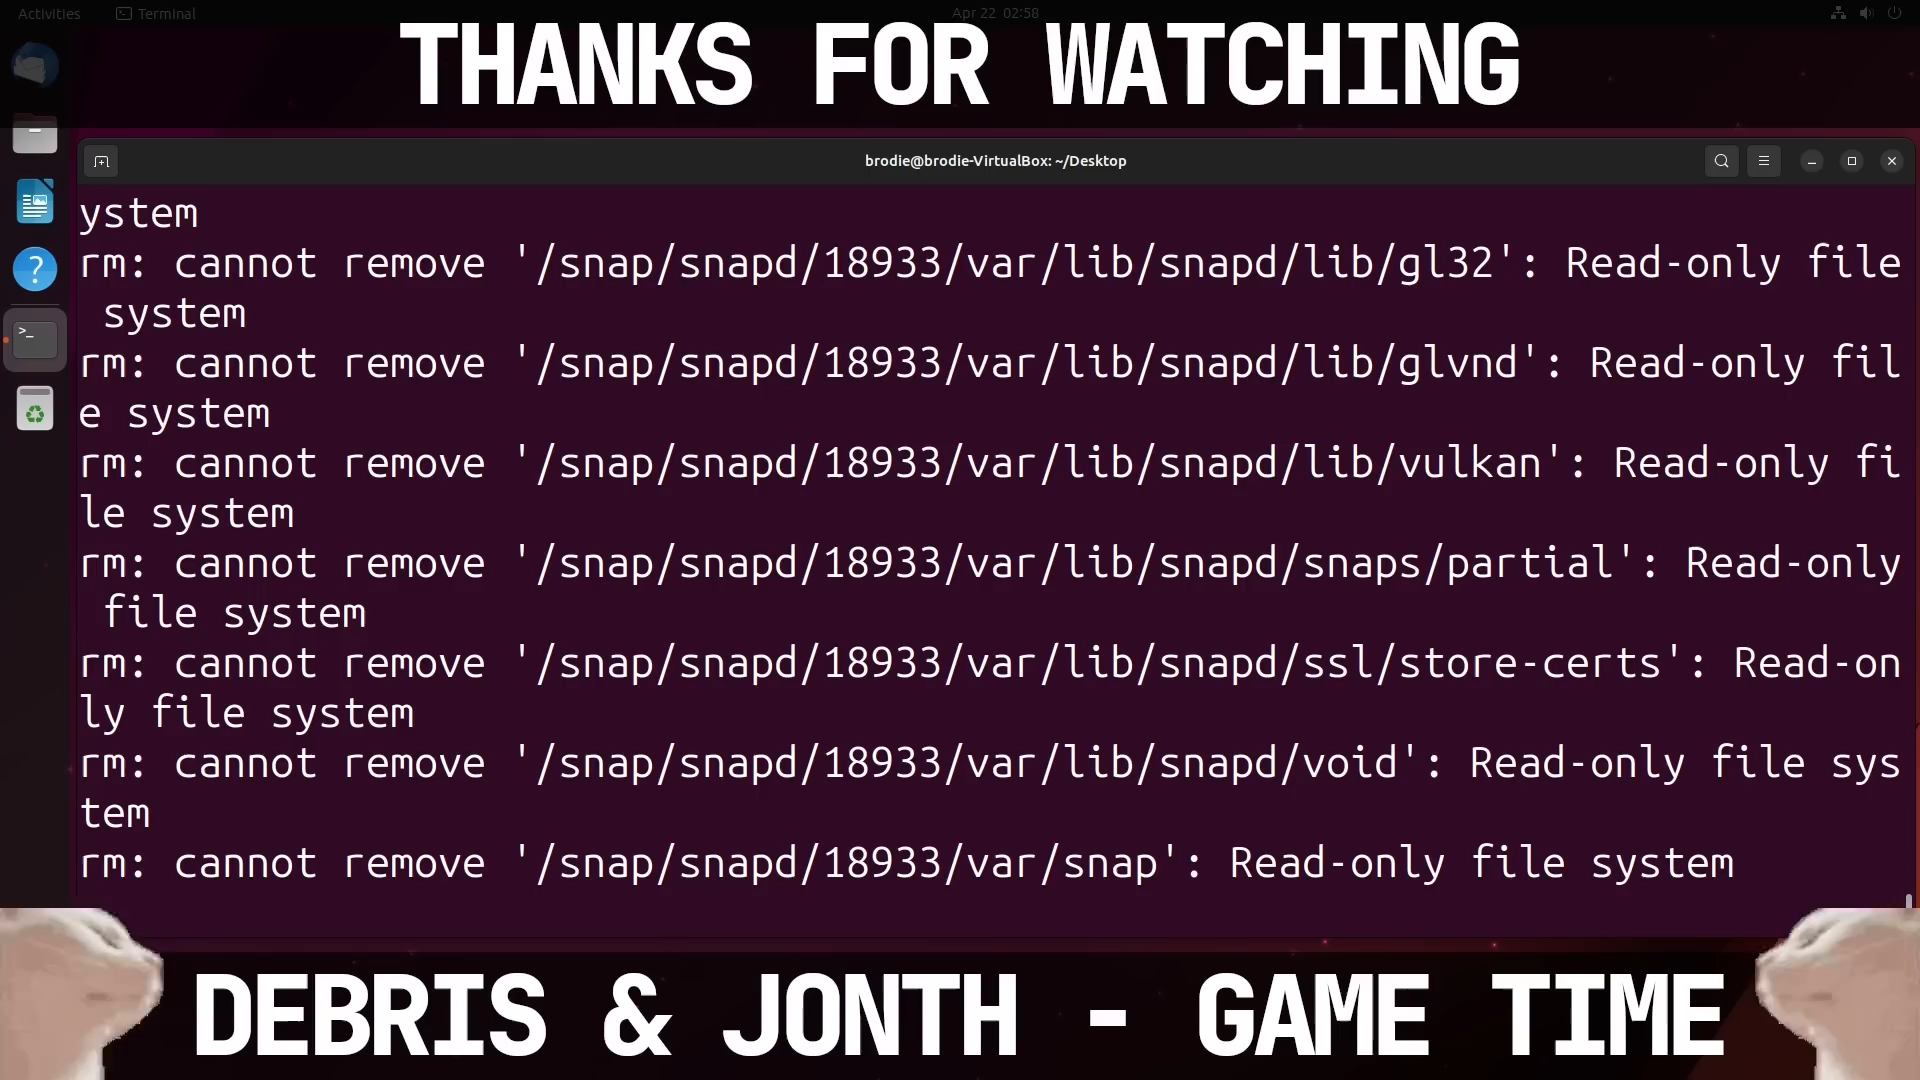 Activities Terminal Apr 22 02:58
THANKS FOR WATCHING
brodie@brodie-VirtualBox: ~/Desktop
ystem
rm: cannot remove '/snap/snapd/18933/var/lib/snapd/lib/gl32': Read-only file
 system
rm: cannot remove '/snap/snapd/18933/var/lib/snapd/lib/glvnd': Read-only fil
e system
rm: cannot remove '/snap/snapd/18933/var/lib/snapd/lib/vulkan': Read-only fi
le system
rm: cannot remove '/snap/snapd/18933/var/lib/snapd/snaps/partial': Read-only
 file system
rm: cannot remove '/snap/snapd/18933/var/lib/snapd/ssl/store-certs': Read-on
ly file system
rm: cannot remove '/snap/snapd/18933/var/lib/snapd/void': Read-only file sys
tem
rm: cannot remove '/snap/snapd/18933/var/snap': Read-only file system
DEBRIS & JONTH - GAME TIME